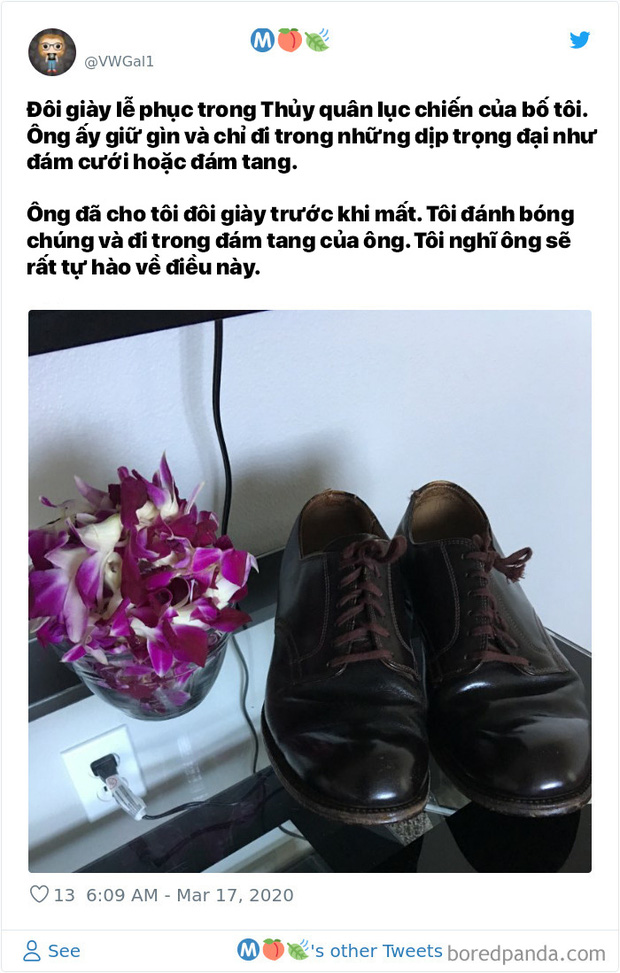 Ⓜ️🍑🍃
@VWGal1
Đôi giày lễ phục trong Thủy quân lục chiến của bố tôi.
Ông ấy giữ gìn và chỉ đi trong những dịp trọng đại như
đám cưới hoặc đám tang.
Ông đã cho tôi đôi giày trước khi mất. Tôi đánh bóng
chúng và đi trong đám tang của ông. Tôi nghĩ ông sẽ
rất tự hào về điều này.
13 6:09 AM - Mar 17, 2020
See Ⓜ️🍑🍃's other Tweets
boredpanda.com